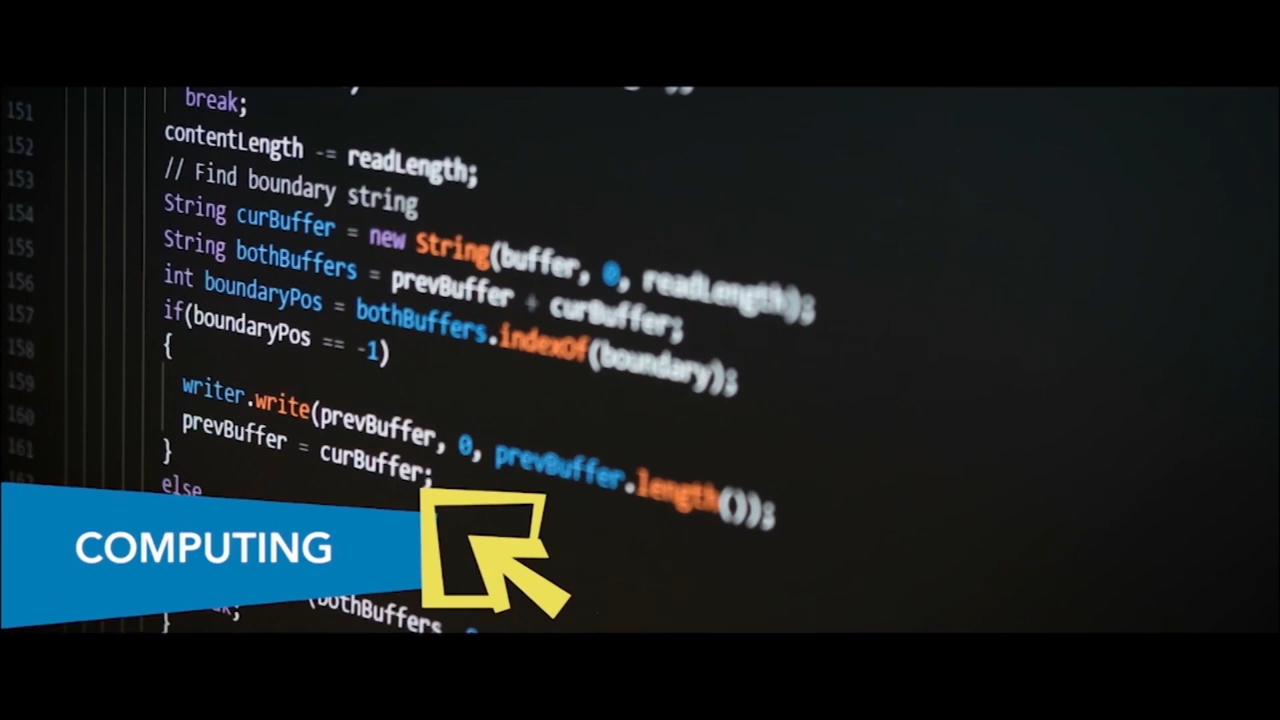 151
152
153
154
155
156
157
158
159
160
161
break;
contentLength -= readLength;
// Find boundary string
String curBuffer = new String(buffer, 0, readLength);
String bothBuffers = prevBuffer + curBuffer;
int boundaryPos = bothBuffers.indexOf(boundary);
if(boundaryPos == -1)
{
writer.write(prevBuffer, 0, prevBuffer.length());
prevBuffer = curBuffer;
}
else
COMPUTING
(bothBuffers,
}